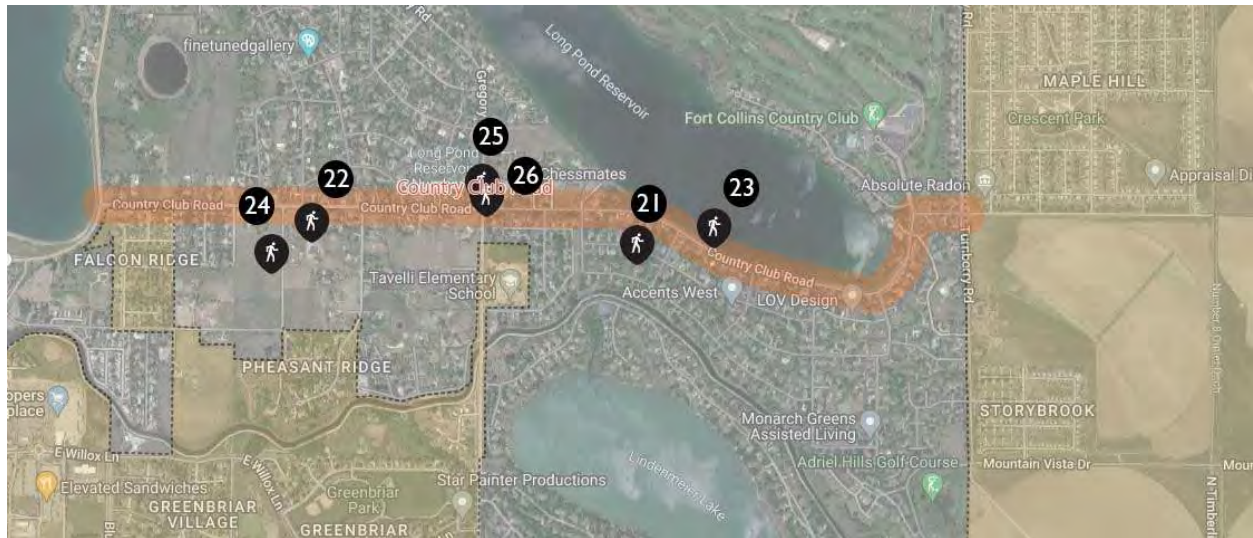 finetunedgallery
Gregory
Long Pond Reservoir
MAPLE HILL
Crescent Park
Fort Collins Country Club
Appraisal Di
25
Long Pond
Reservoir
22
26
Chessmates
Country Club
Absolute Radon
24
21
23
Country Club Road
Country Club Road
Country Club Road
FALCON RIDGE
Tavelli Elementary
School
Accents West
LOV Design
Turnberry Rd
PHEASANT RIDGE
STORYBROOK
opers
place
Monarch Greens
Assisted Living
E Willox Ln
E Willox Ln
Lindenmeier Lake
Adriel Hills Golf Course
Mountain Vista Dr
Mou
Elevated Sandwiches
Star Painter Productions
Greenbriar
Park
GREENBRIAR
VILLAGE
GREENBRIAR
N Timberl